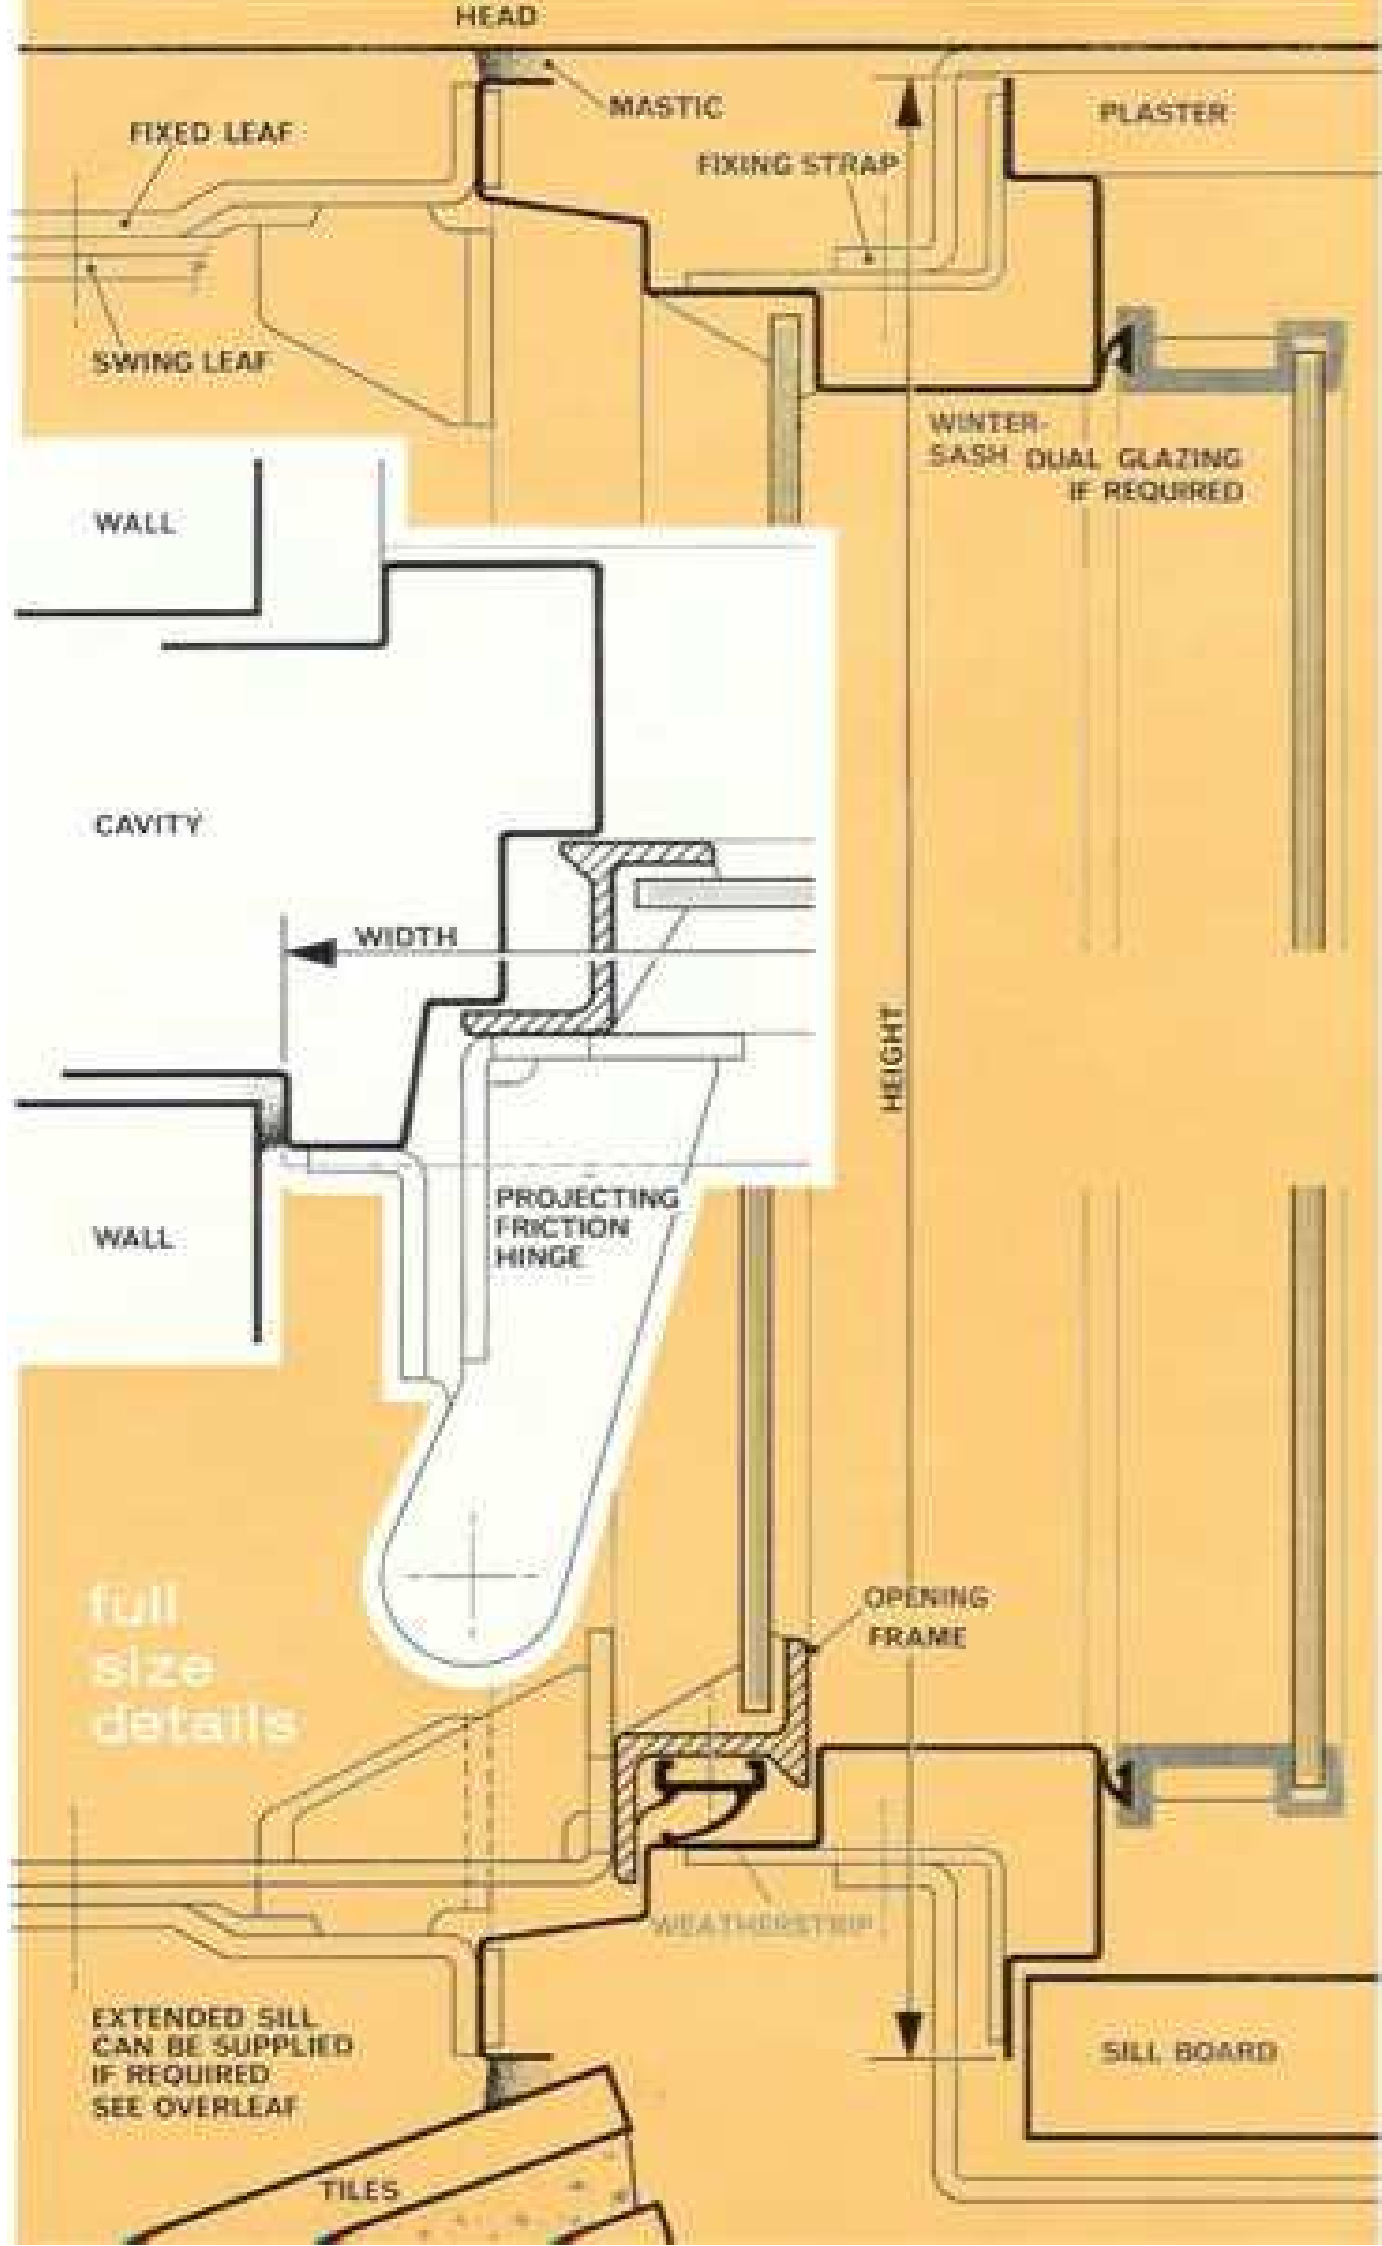 HEAD
MASTIC
FIXED LEAF
PLASTER
FIXING STRAP
SWING LEAF
WINTER-
SASH DUAL GLAZING
IF REQUIRED
WALL
CAVITY
WIDTH
HEIGHT
PROJECTING
FRICTION
HINGE
WALL
full
size
details
OPENING
FRAME
WEATHERSTRIP
EXTENDED SILL
CAN BE SUPPLIED
IF REQUIRED
SEE OVERLEAF
SILL BOARD
TILES